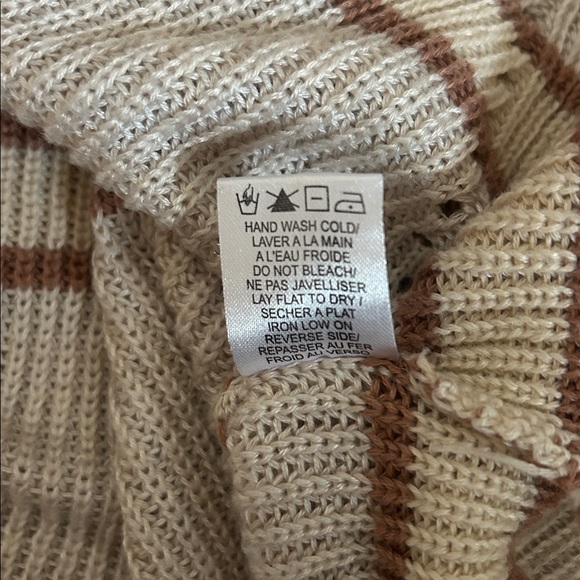 HAND WASH COLD/
LAVER A LA MAIN
A L'EAU FROIDE
DO NOT BLEACH/
NE PAS JAVELLISER
LAY FLAT TO DRY /
SECHER A PLAT
IRON LOW ON
REVERSE SIDE/
REPASSER AU FER
FROID AU VERSO